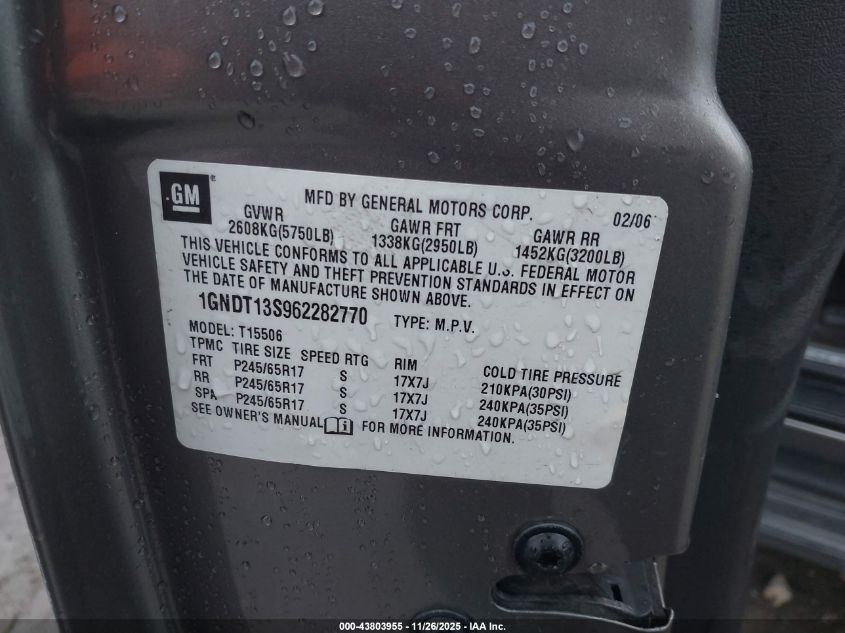 GM
MFD BY GENERAL MOTORS CORP. 02/06
GVWR GAWR FRT GAWR RR
2608KG(5750LB) 1338KG(2950LB) 1452KG(3200LB)
THIS VEHICLE CONFORMS TO ALL APPLICABLE U.S. FEDERAL MOTOR
VEHICLE SAFETY AND THEFT PREVENTION STANDARDS IN EFFECT ON
THE DATE OF MANUFACTURE SHOWN ABOVE.
1GNDT13S962282770 TYPE: M.P.V.
MODEL: T15506
TPMC TIRE SIZE SPEED RTG RIM COLD TIRE PRESSURE
FRT P245/65R17 S 17X7J 210KPA(30PSI)
RR P245/65R17 S 17X7J 240KPA(35PSI)
SPA P245/65R17 S 17X7J 240KPA(35PSI)
SEE OWNER'S MANUAL i FOR MORE INFORMATION.
000-43803955 - 11/26/2025 - IAA Inc.